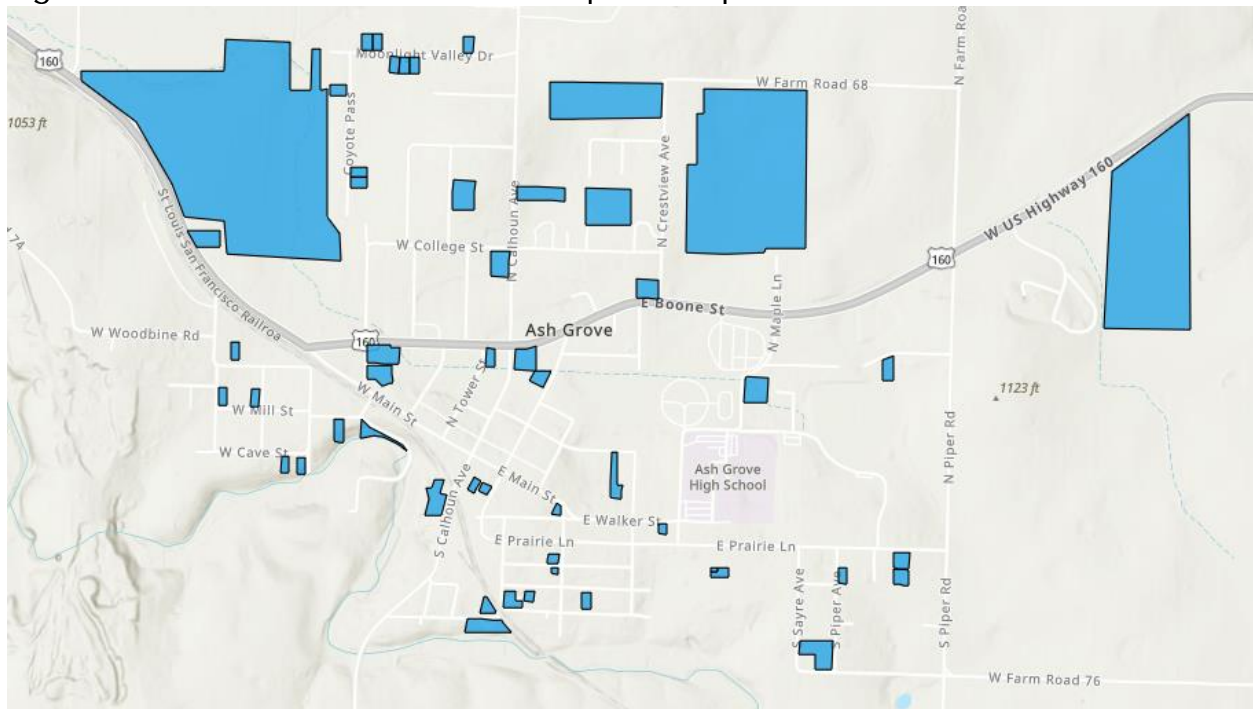 Moonlight Valley Dr
160
W Farm Road 68
N Farm Roa
1053 ft
Coyote Pass
N Crestview Ave
N Calhoun Ave
W College St
W US Highway 160
160
St Louis San Francisco Railroa
74
E Boone St
Ash Grove
W Woodbine Rd
160
N Maple Ln
N Tower St
1123 ft
W Main St
W Mill St
W Cave St
N Piper Rd
Ash Grove
High School
E Main St
S Calhoun Ave
E Walker St
E Prairie Ln
E Prairie Ln
S Sayre Ave
S Piper Ave
S Piper Rd
W Farm Road 76